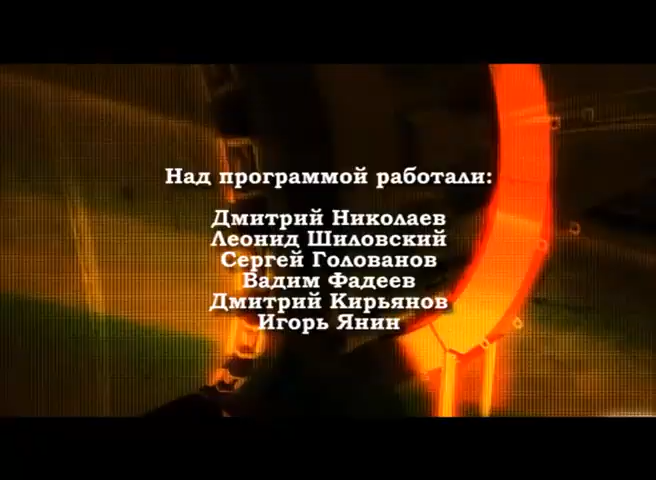 Над программой работали:
Дмитрий Николаев
Леонид Шиловский
Сергей Голованов
Вадим Фадеев
Дмитрий Кирьянов
Игорь Янин